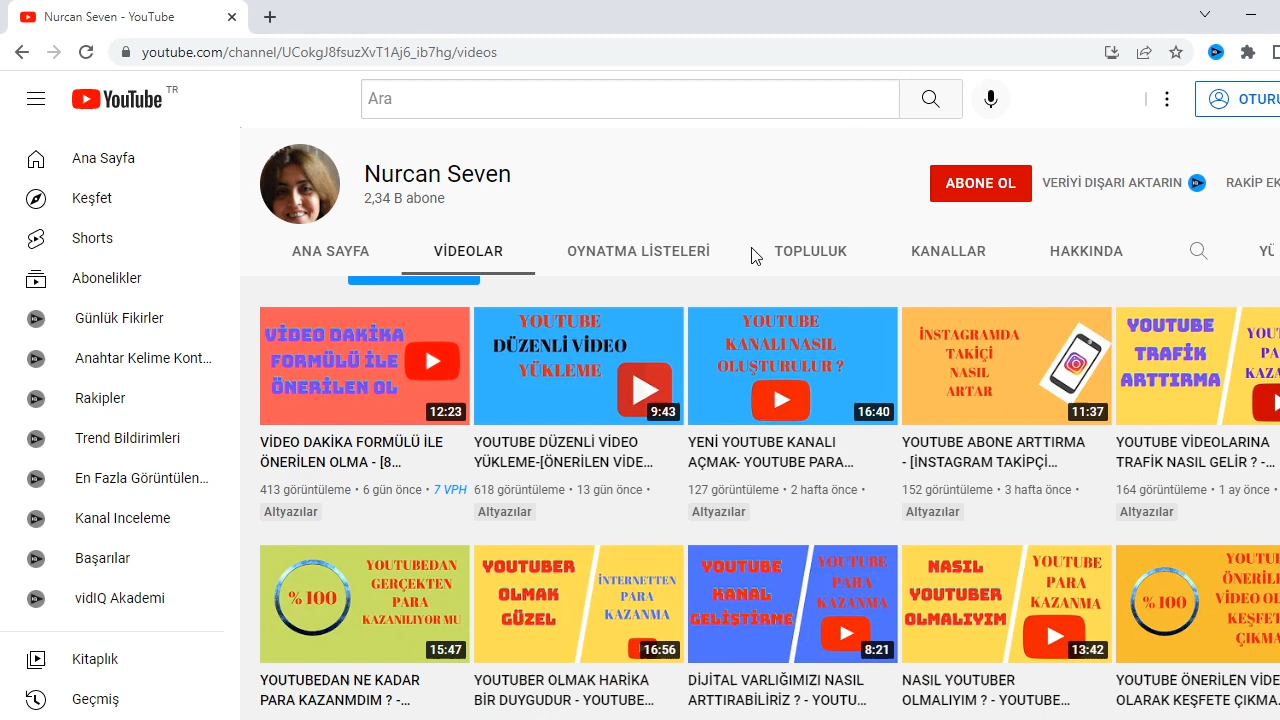 Nurcan Seven - YouTube
youtube.com/channel/UCokgJ8fsuzXvT1Aj6_ib7hg/videos
YouTube TR
Ara
OTURU
Ana Sayfa
Keşfet
Shorts
Abonelikler
Günlük Fikirler
Anahtar Kelime Kont...
Rakipler
Trend Bildirimleri
En Fazla Görüntülen...
Kanal Inceleme
Başarılar
vidIQ Akademi
Kitaplık
Geçmiş
Nurcan Seven
2,34 B abone
ABONE OL
VERİYİ DIŞARI AKTARIN
RAKİP EK
ANA SAYFA
VİDEOLAR
OYNATMA LİSTELERİ
TOPLULUK
KANALLAR
HAKKINDA
YÜ
VİDEO DAKİKA
FORMÜLÜ İLE
ÖNERİLEN OL
12:23
VİDEO DAKİKA FORMÜLÜ İLE
ÖNERİLEN OLMA - [8...
413 görüntüleme • 6 gün önce • 7 VPH
Altyazılar
YOUTUBE
DÜZENLİ VİDEO
YÜKLEME
9:43
YOUTUBE DÜZENLİ VİDEO
YÜKLEME-[ÖNERİLEN VİDE...
618 görüntüleme • 13 gün önce •
Altyazılar
YOUTUBE
KANALI NASIL
OLUŞTURULUR ?
16:40
YENİ YOUTUBE KANALI
AÇMAK- YOUTUBE PARA...
127 görüntüleme • 2 hafta önce •
Altyazılar
İNSTAGRAMDA
TAKİÇİ
NASIL
ARTAR
11:37
YOUTUBE ABONE ARTTIRMA
- [İNSTAGRAM TAKİPÇİ...
152 görüntüleme • 3 hafta önce •
Altyazılar
YOUTUBE
TRAFİK
ARTTIRMA
YOU
PA
KAZA
YOUTUBE VİDEOLARINA
TRAFİK NASIL GELİR ? -...
164 görüntüleme • 1 ay önce •
Altyazılar
% 100
YOUTUBEDAN
GERÇEKTEN
PARA
KAZANILIYOR MU
15:47
YOUTUBEDAN NE KADAR
PARA KAZANMDIM ? -...
YOUTUBER
OLMAK
GÜZEL
İNTERNETTEN
PARA
KAZANMA
16:56
YOUTUBER OLMAK HARİKA
BİR DUYGUDUR - YOUTUBE...
YOUTUBE
KANAL
GELİŞTİRME
YOUTUBE
PARA
KAZANMA
8:21
DİJİTAL VARLIĞIMIZI NASIL
ARTTIRABİLİRİZ ? - YOUTU...
NASIL
YOUTUBER
OLMALIYIM
YOUTUBE
PARA
KAZANMA
13:42
NASIL YOUTUBER
OLMALIYIM ? - YOUTUBE...
% 100
YOUTU
ÖNERİL
VİDEO OL
KEŞFET
ÇIKMA
YOUTUBE ÖNERİLEN VİDE
OLARAK KEŞFETE ÇIKMA